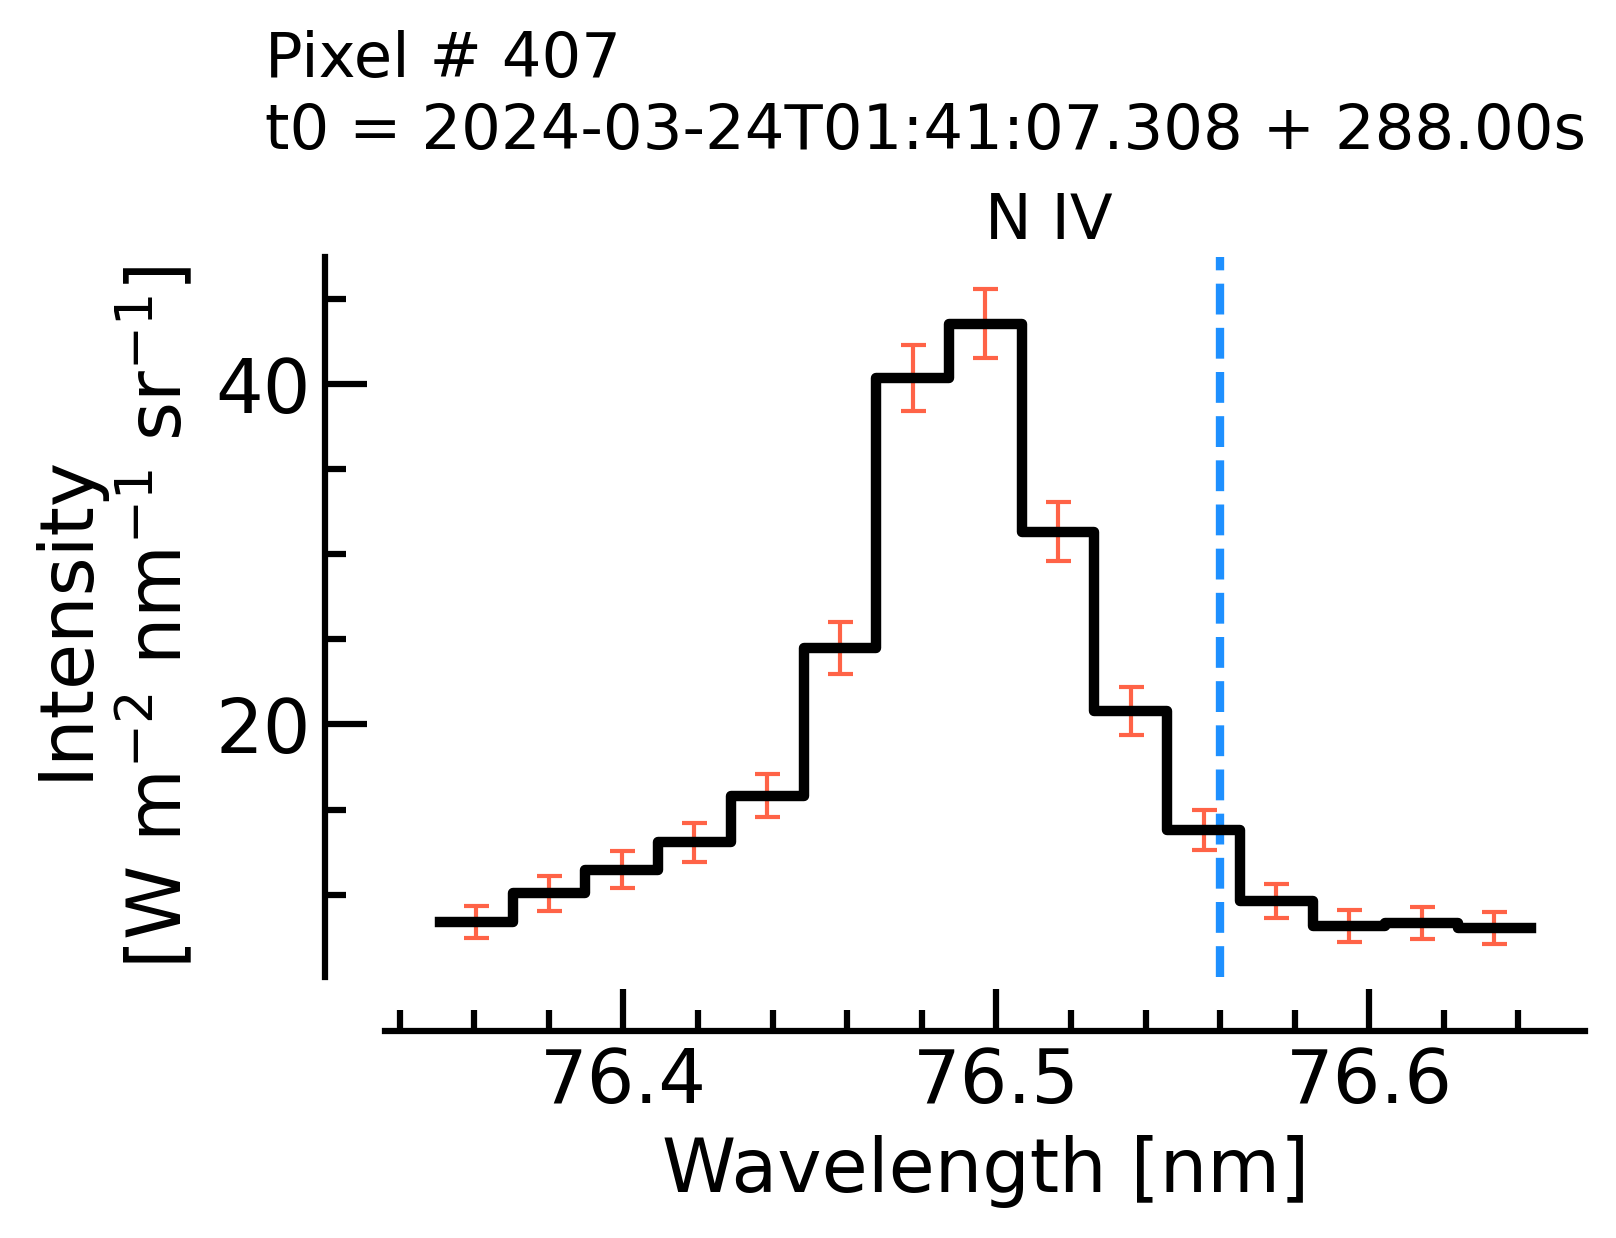 Pixel # 407
t0 = 2024-03-24T01:41:07.308 + 288.00s
N IV
Intensity
[W m⁻² nm⁻¹ sr⁻¹]
40
20
76.4 76.5 76.6
Wavelength [nm]